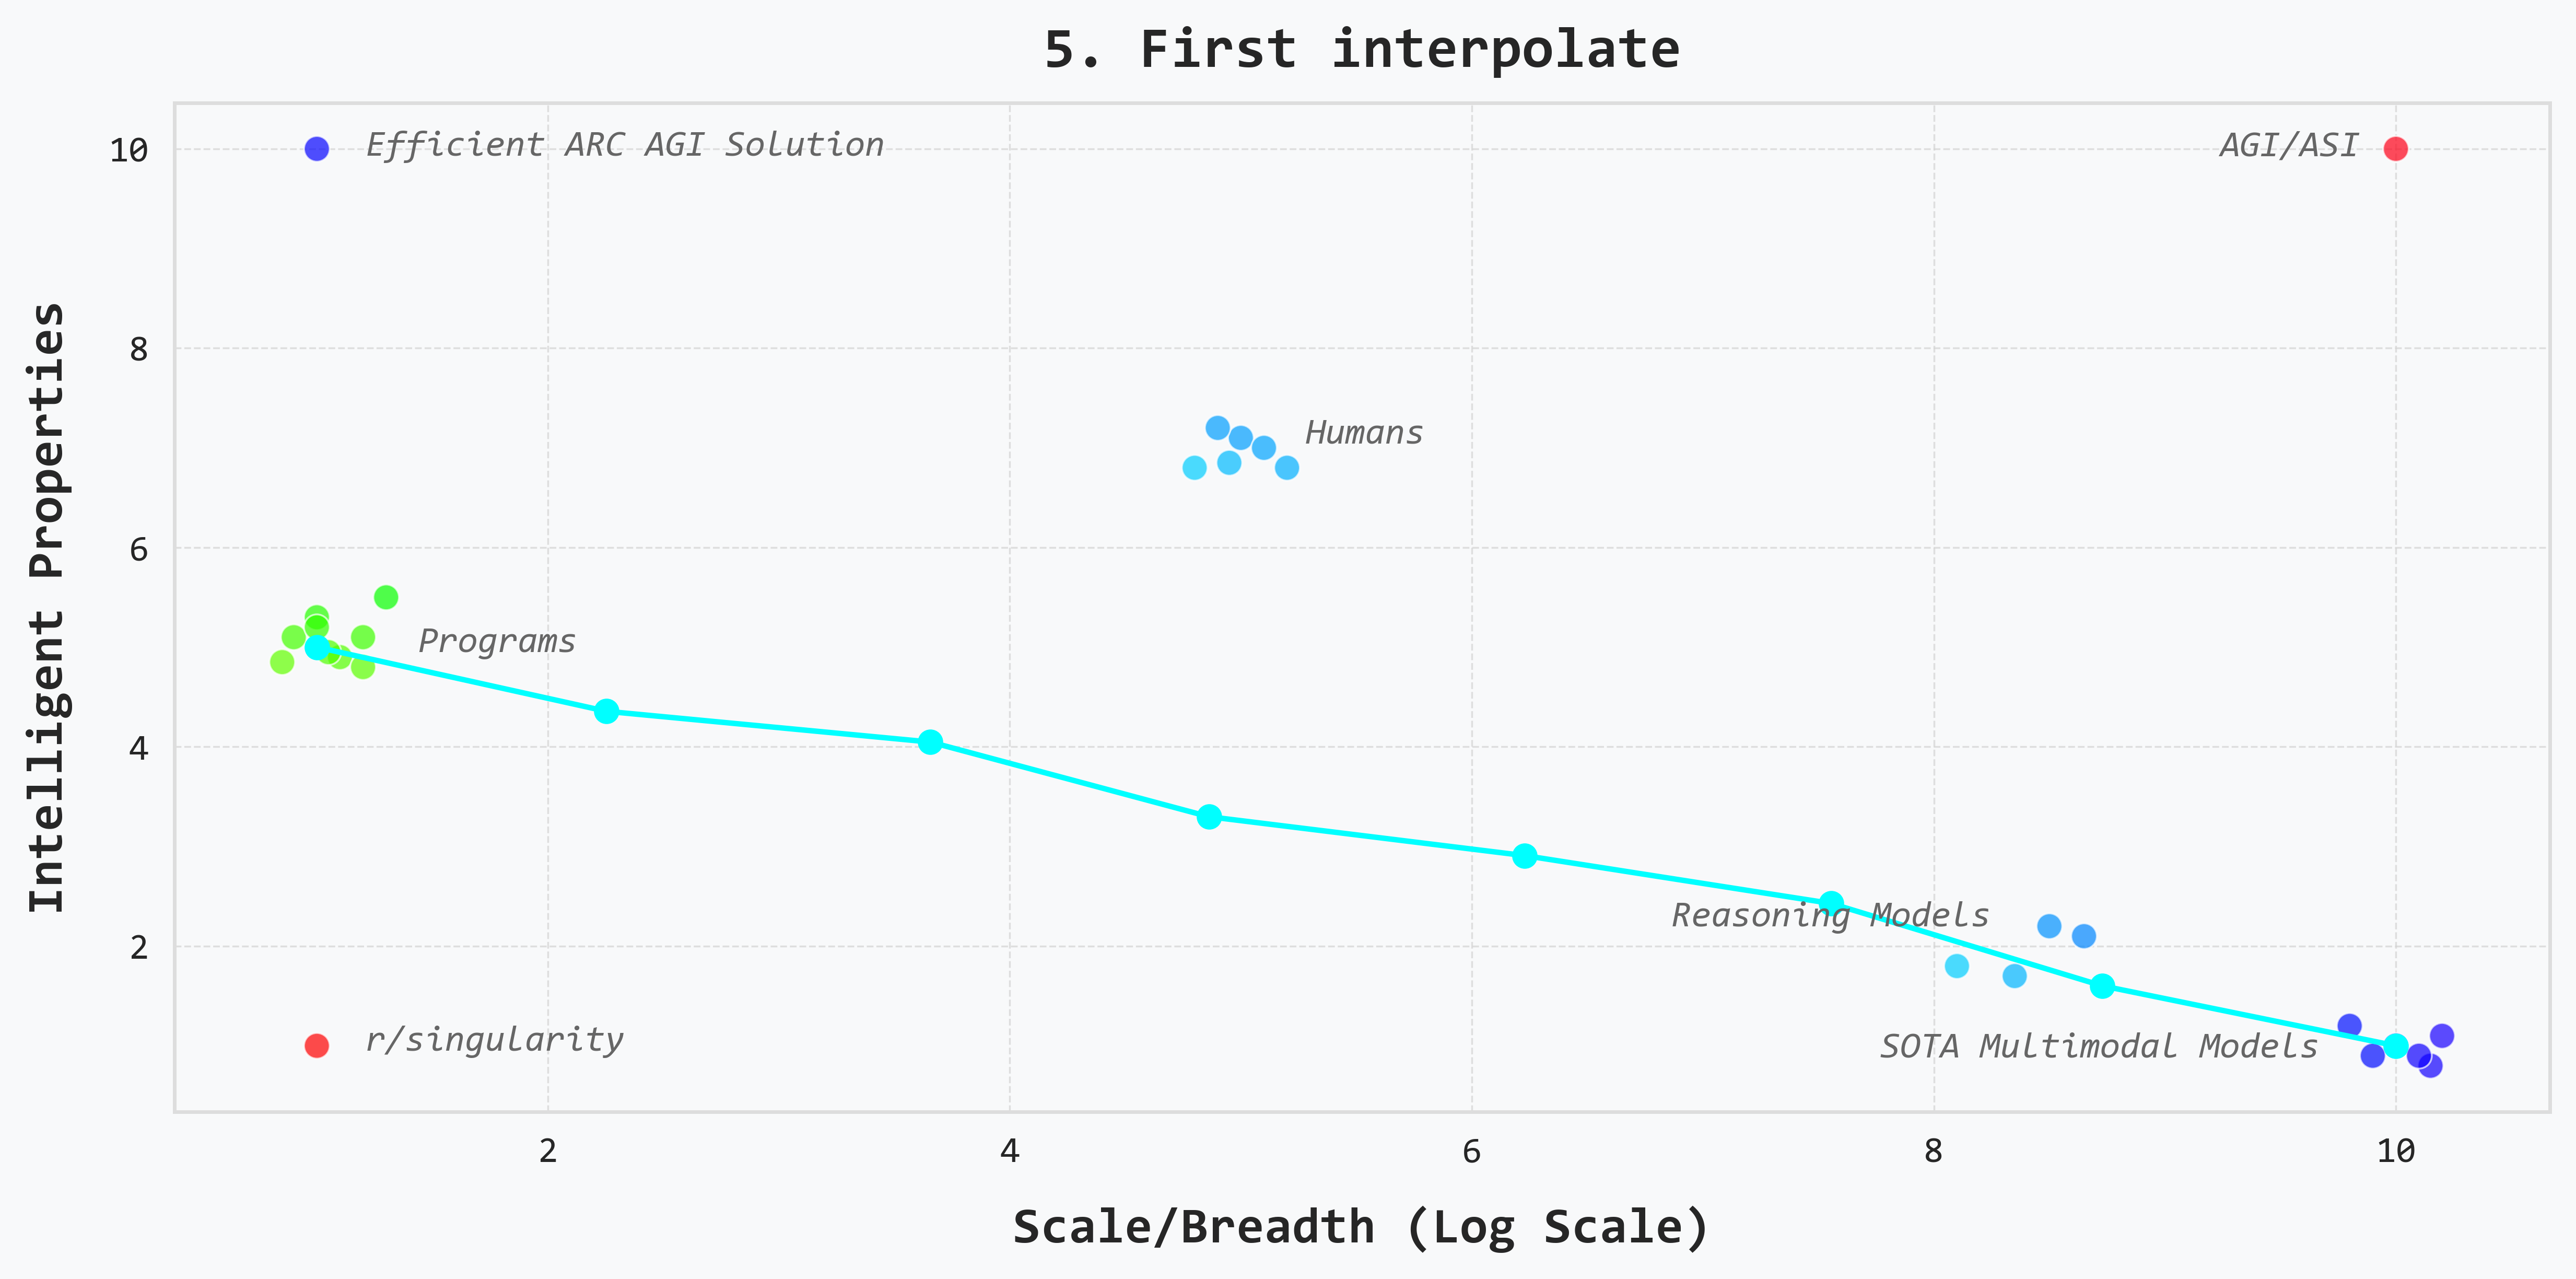 5. First interpolate
10
Efficient ARC AGI Solution
AGI/ASI
8
Humans
6
Programs
4
Reasoning Models
2
r/singularity
SOTA Multimodal Models
2
4
6
8
10
Scale/Breadth (Log Scale)
Intelligent Properties